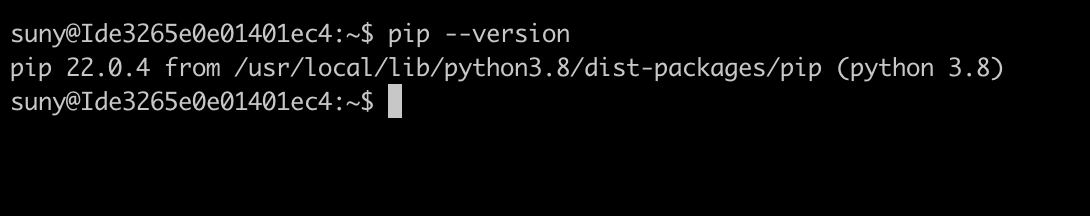 suny@Ide3265e0e01401ec4:~$ pip --version
pip 22.0.4 from /usr/local/lib/python3.8/dist-packages/pip (python 3.8)
suny@Ide3265e0e01401ec4:~$